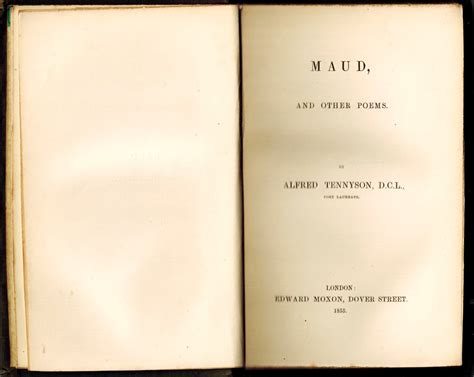 MAUD,
AND OTHER POEMS.
BY
ALFRED TENNYSON, D.C.L.,
POET LAUREATE.
LONDON:
EDWARD MOXON, DOVER STREET.
1855.